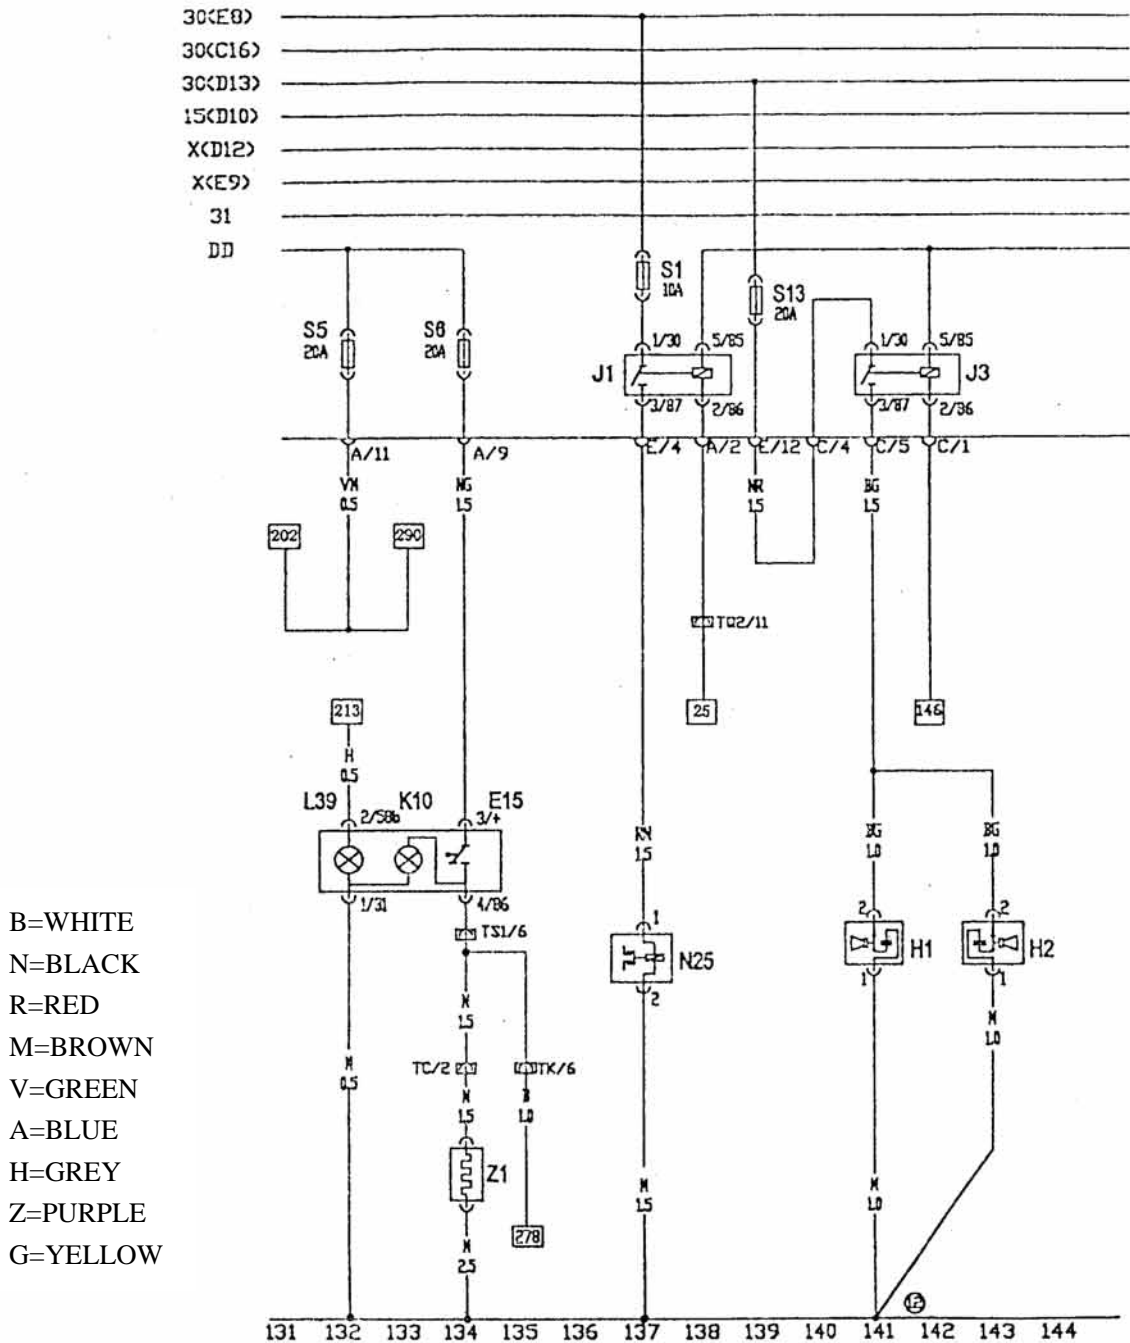 30(E8)
30(C16)
30(D13)
15(D10)
X(D12)
X(E9)
31
DD
S1
10A
S13
20A
S5
20A
S6
20A
1/30 5/85
1/30 5/85
J1
J3
3/87 2/86
3/87 2/86
A/11 A/9 E/4 A/2 E/12 C/4 C/5 C/1
0.5
NG
1.5
NR
1.5
BG
1.5
202 290
TQ2/11
213 25 146
H
0.5
L39 K10 E15
2/58b 3/+
1.5
BG
1.0
BG
1.0
1/31 4/86
TS1/6
1
N25
2
2 2
H1 H2
1 1
B=WHITE
N=BLACK
R=RED
M=BROWN
V=GREEN
A=BLUE
H=GREY
Z=PURPLE
G=YELLOW
1.5
M
1.0
TC/2 TK/6
M
0.5
1.5
B
1.0
Z1
M
1.5
M
1.0
278
M
2.5
12
131 132 133 134 135 136 137 138 139 140 141 142 143 144